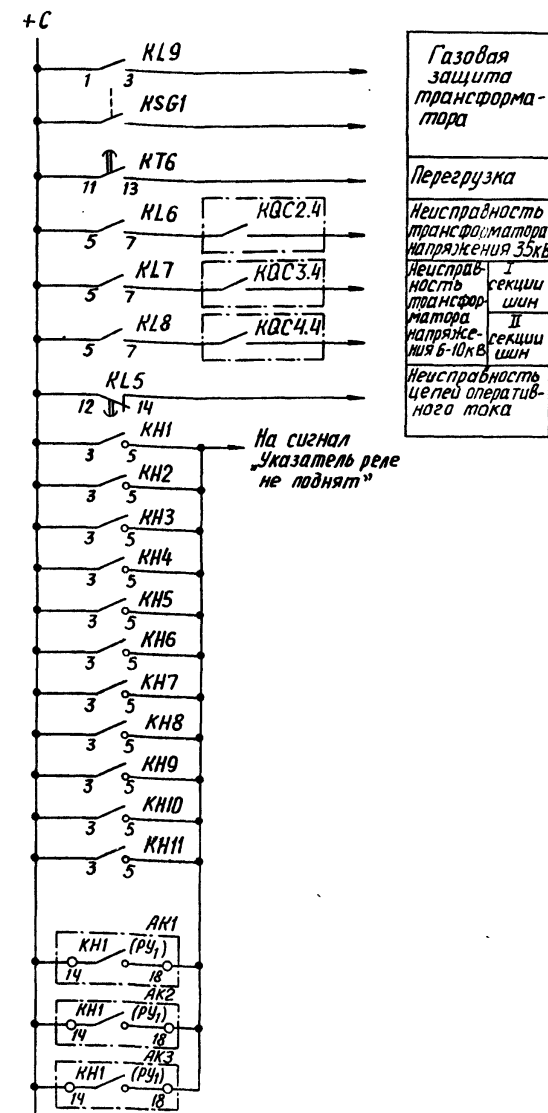 +С
KL9
1 3
KSG1
KT6
11 13
KL6 KQC2.4
5 7
KL7 KQC3.4
5 7
KL8 KQC4.4
5 7
KL5
12 14
KH1
3 5
На сигнал
„Указатель реле
не поднят”
KH2
3 5
KH3
3 5
KH4
3 5
KH5
3 5
KH6
3 5
KH7
3 5
KH8
3 5
KH9
3 5
KH10
3 5
KH11
3 5
AK1
KH1 (РУ1)
14 18
AK2
KH1 (РУ1)
14 18
AK3
KH1 (РУ1)
14 18
Газовая
защита
трансформа-
тора
Перегрузка
Неисправность
трансформатора
напряжения 35кВ
Неисправ-
ность
трансфор-
матора
напряже-
ния 6-10кВ
I
секции
шин
II
секции
шин
Неисправность
цепей оператив-
ного тока